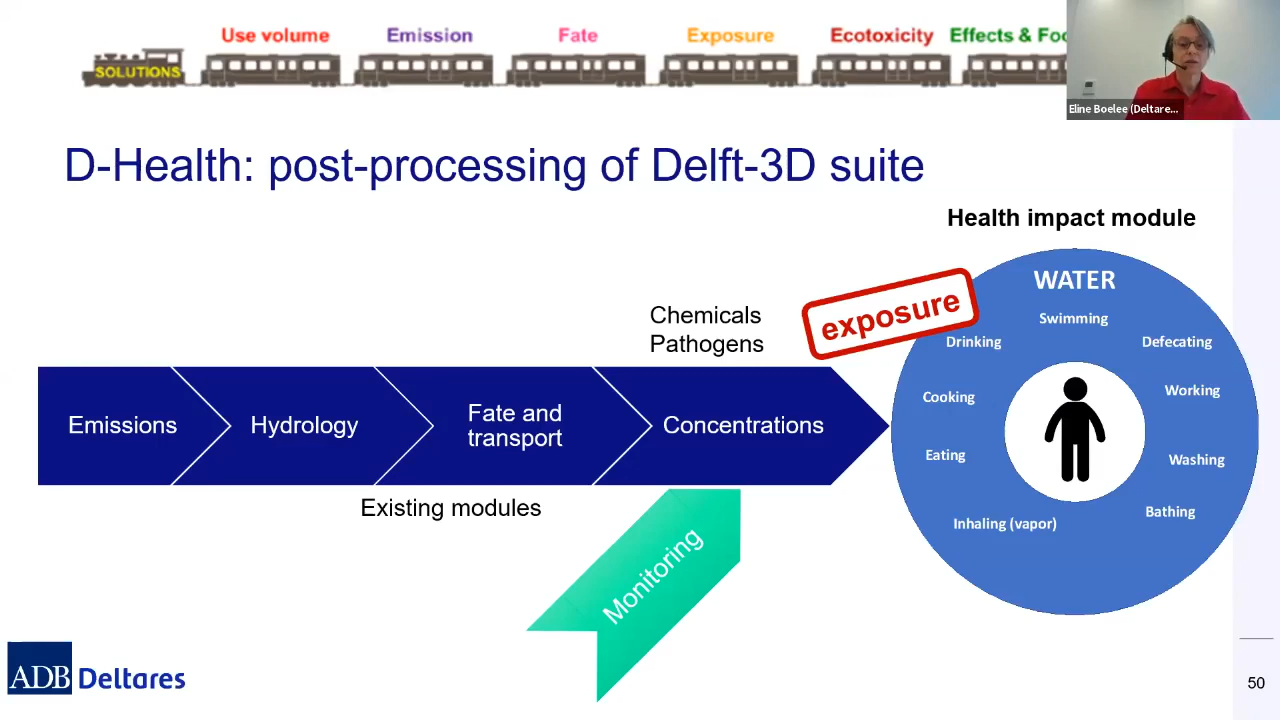 Use volume
Emission
Fate
Exposure
Ecotoxicity
Effects &
SOLUTIONS
Eline Boelee (Deltare...
D-Health: post-processing of Delft-3D suite
Health impact module
WATER
exposure
Swimming
Drinking
Defecating
Chemicals
Pathogens
Cooking
Working
Emissions
Hydrology
Fate and
transport
Concentrations
Eating
Washing
Existing modules
Bathing
Inhaling (vapor)
Monitoring
ADB Deltares
50